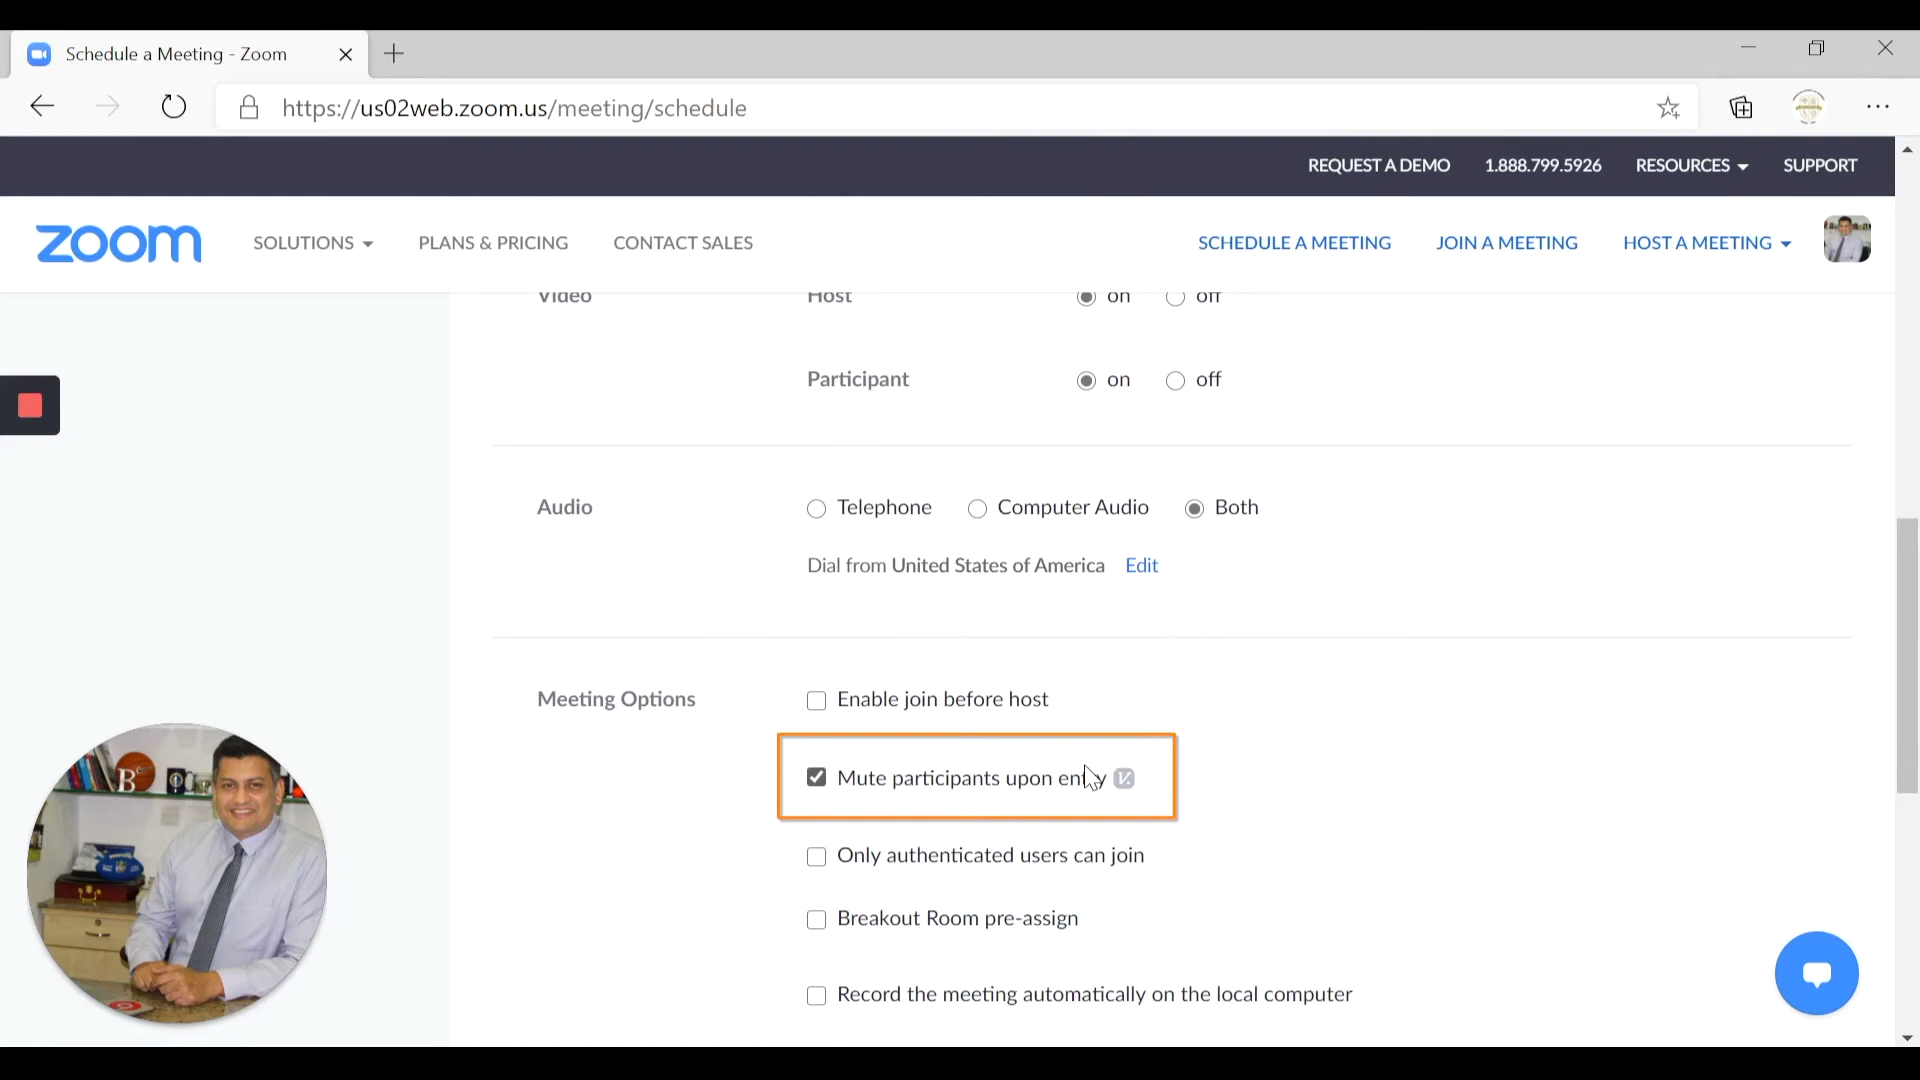 Schedule a Meeting - Zoom
https://us02web.zoom.us/meeting/schedule
REQUEST A DEMO 1.888.799.5926 RESOURCES SUPPORT
zoom SOLUTIONS PLANS & PRICING CONTACT SALES SCHEDULE A MEETING JOIN A MEETING HOST A MEETING
Video Host on off
Participant on off
Audio Telephone Computer Audio Both
Dial from United States of America Edit
Meeting Options Enable join before host
Mute participants upon entry
Only authenticated users can join
Breakout Room pre-assign
Record the meeting automatically on the local computer